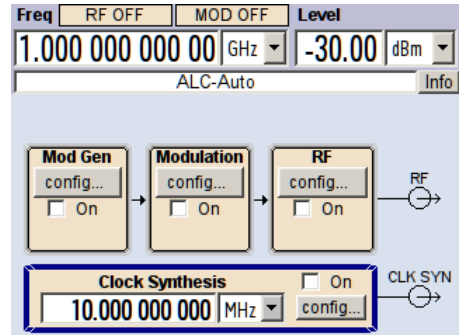 Freq RF OFF MOD OFF Level
1.000 000 000 00 GHz -30.00 dBm
ALC-Auto Info
Mod Gen Modulation RF
config... config... config... RF
On On On
Clock Synthesis On CLK SYN
10.000 000 000 MHz config...